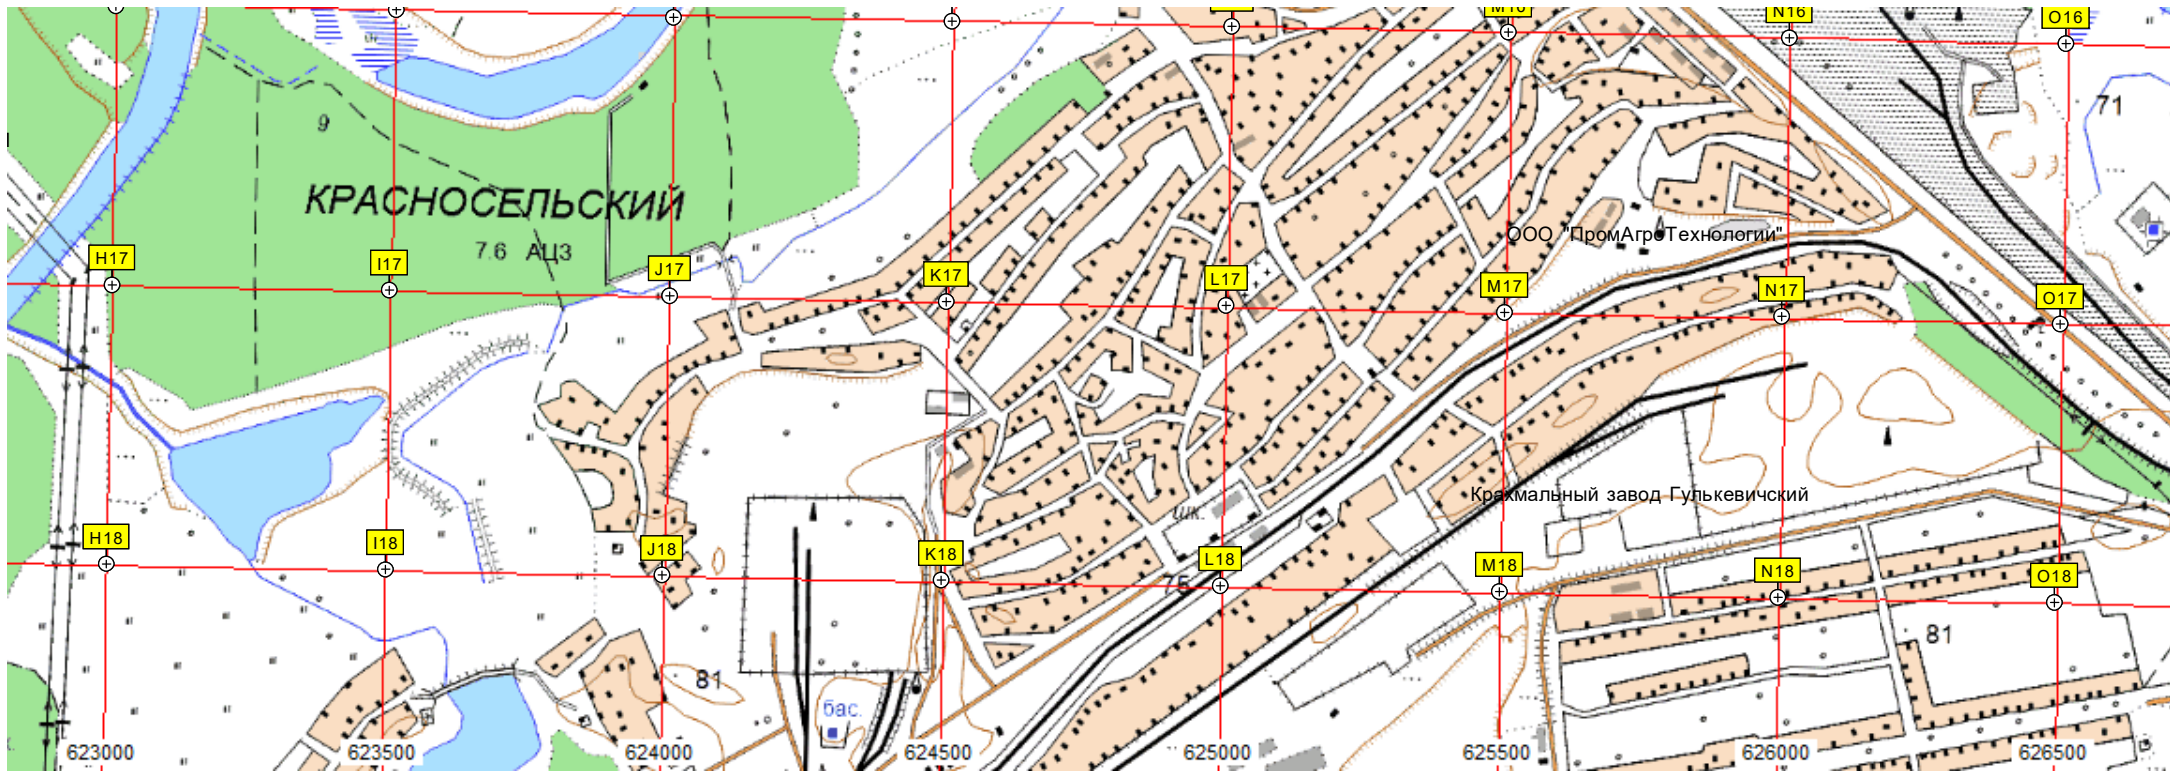 M16
N16
O16
9
71
КРАСНОСЕЛЬСКИЙ
7.6 АЦЗ
ООО "ПромАгроТехнологии"
H17
I17
J17
K17
L17
M17
N17
O17
Крахмальный завод Гулькевичский
шк.
H18
I18
J18
K18
L18
M18
N18
O18
75
81
81
бас.
623000
623500
624000
624500
625000
625500
626000
626500